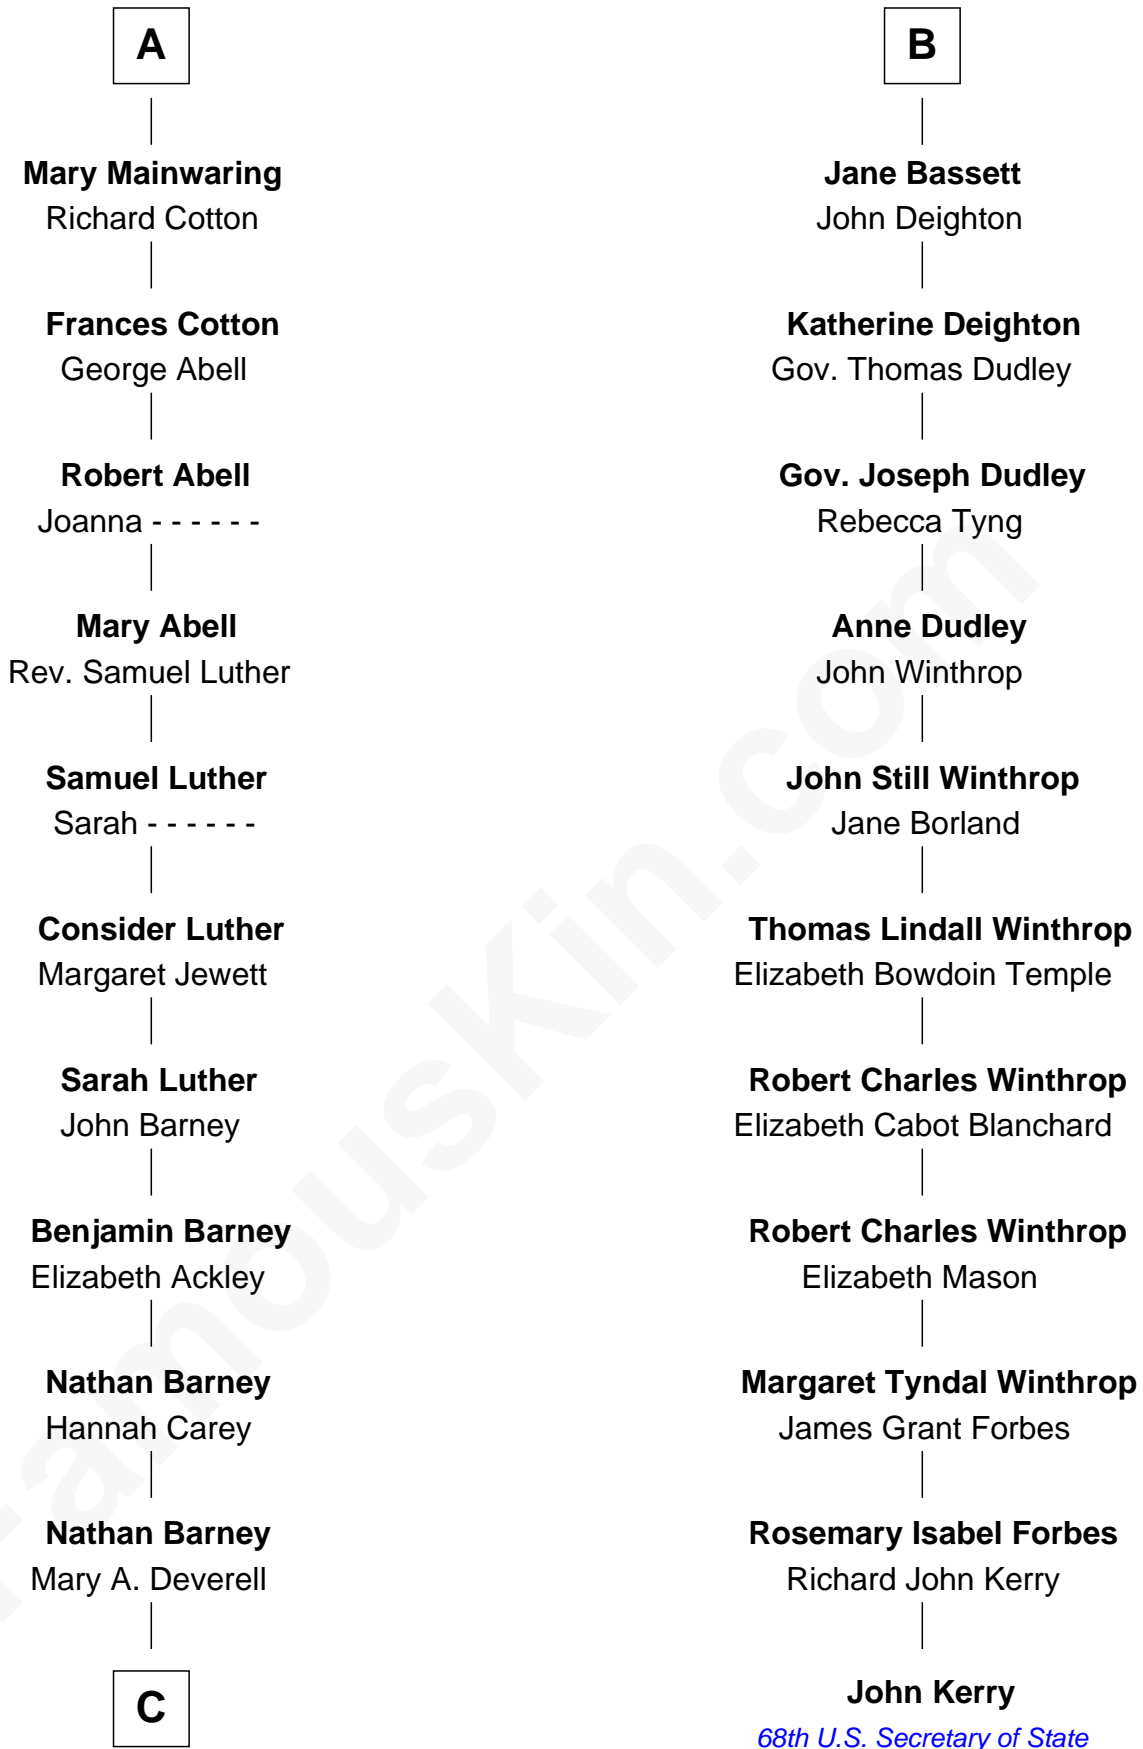 A
Mary Mainwaring
Richard Cotton
Frances Cotton
George Abell
Robert Abell
Joanna - - - - - -
Mary Abell
Rev. Samuel Luther
Samuel Luther
Sarah - - - - - -
Consider Luther
Margaret Jewett
Sarah Luther
John Barney
Benjamin Barney
Elizabeth Ackley
Nathan Barney
Hannah Carey
Nathan Barney
Mary A. Deverell
C
B
Jane Bassett
John Deighton
Katherine Deighton
Gov. Thomas Dudley
Gov. Joseph Dudley
Rebecca Tyng
Anne Dudley
John Winthrop
John Still Winthrop
Jane Borland
Thomas Lindall Winthrop
Elizabeth Bowdoin Temple
Robert Charles Winthrop
Elizabeth Cabot Blanchard
Robert Charles Winthrop
Elizabeth Mason
Margaret Tyndal Winthrop
James Grant Forbes
Rosemary Isabel Forbes
Richard John Kerry
John Kerry
68th U.S. Secretary of State
FamousKin.com